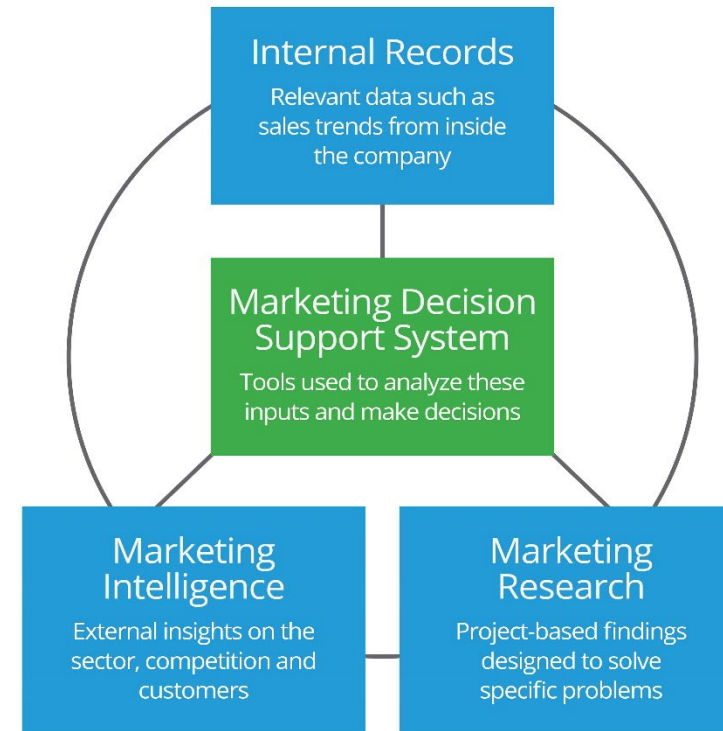 Internal Records
Relevant data such as
sales trends from inside
the company
Marketing Decision
Support System
Tools used to analyze these
inputs and make decisions
Marketing
Intelligence
External insights on the
sector, competition and
customers
Marketing
Research
Project-based findings
designed to solve
specific problems